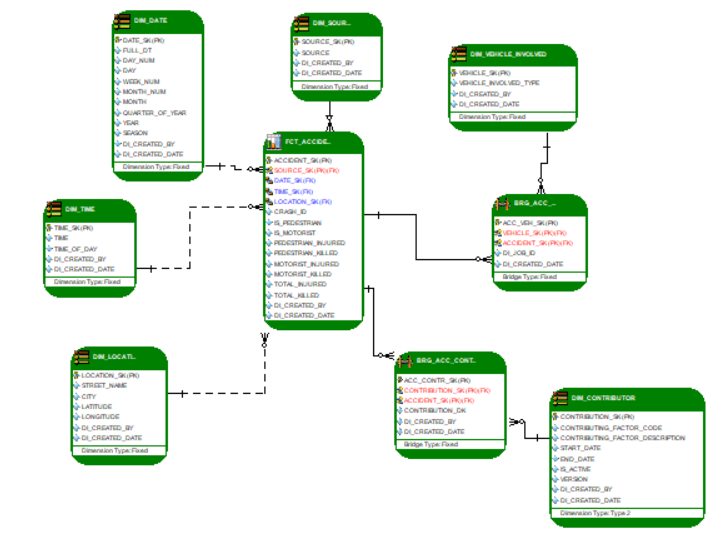 DIM_DATE
DATE_SK(PK)
FULL_DT
DAY_NUM
DAY
WEEK_NUM
MONTH_NUM
MONTH
QUARTER_OF_YEAR
YEAR
SEASON
DI_CREATED_BY
DI_CREATED_DATE
Dimension Type: Fixed
DIM_SOUR...
SOURCE_SK(PK)
SOURCE
DI_CREATED_BY
DI_CREATED_DATE
Dimension Type: Fixed
DIM_VEHICLE_INVOLVED
VEHICLE_SK(PK)
VEHICLE_INVOLVED_TYPE
DI_CREATED_BY
DI_CREATED_DATE
Dimension Type: Fixed
FCT_ACCIDE...
ACCIDENT_SK(PK)
SOURCE_SK(PK)(FK)
DATE_SK(FK)
TIME_SK(FK)
LOCATION_SK(FK)
CRASH_ID
IS_PEDESTRIAN
IS_MOTORIST
PEDESTRIAN_INJURED
PEDESTRIAN_KILLED
MOTORIST_INJURED
MOTORIST_KILLED
TOTAL_INJURED
TOTAL_KILLED
DI_CREATED_BY
DI_CREATED_DATE
DIM_TIME
TIME_SK(PK)
TIME
TIME_OF_DAY
DI_CREATED_BY
DI_CREATED_DATE
Dimension Type: Fixed
BRG_ACC_...
ACC_VEH_SK(PK)
VEHICLE_SK(PK)(FK)
ACCIDENT_SK(PK)(FK)
DI_JOB_ID
DI_CREATED_DATE
Bridge Type: Fixed
DIM_LOCATI...
LOCATION_SK(PK)
STREET_NAME
CITY
LATITUDE
LONGITUDE
DI_CREATED_BY
DI_CREATED_DATE
Dimension Type: Fixed
BRG_ACC_CONT...
ACC_CONTR_SK(PK)
CONTRIBUTION_SK(PK)(FK)
ACCIDENT_SK(PK)(FK)
CONTRIBUTION_DK
DI_CREATED_BY
DI_CREATED_DATE
Bridge Type: Fixed
DIM_CONTRIBUTOR
CONTRIBUTION_SK(PK)
CONTRIBUTING_FACTOR_CODE
CONTRIBUTING_FACTOR_DESCRIPTION
START_DATE
END_DATE
IS_ACTIVE
VERSION
DI_CREATED_BY
DI_CREATED_DATE
Dimension Type: Type 2